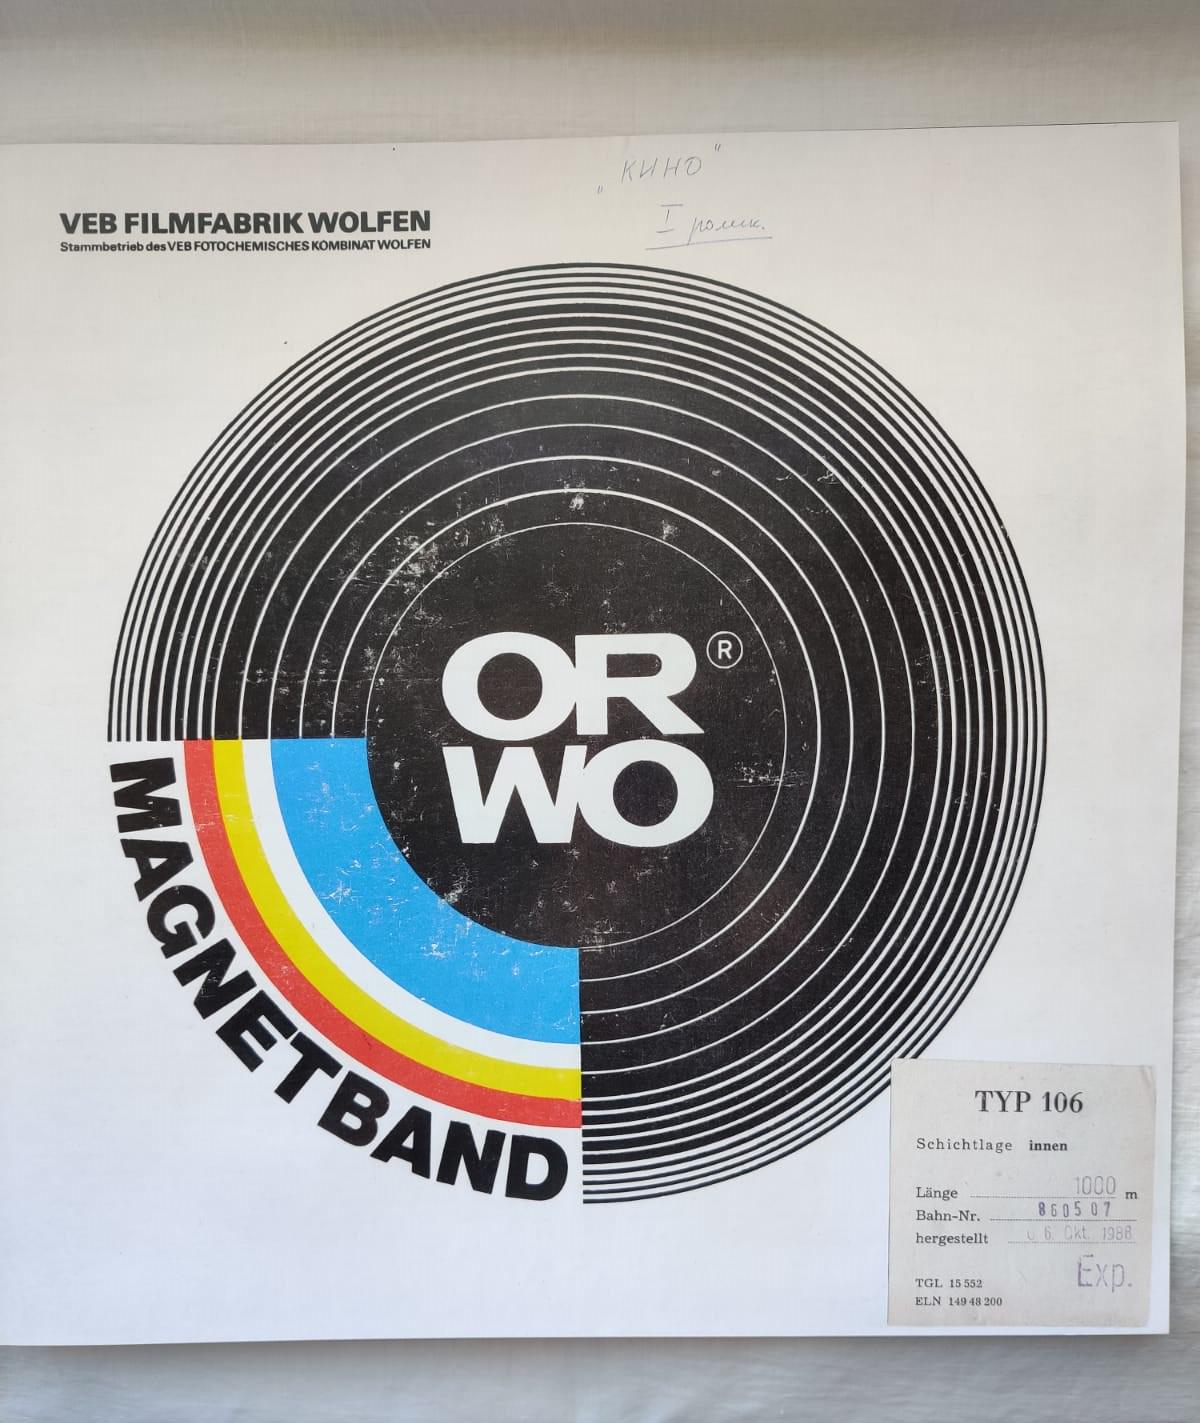 „КИНО"
I ролик.
VEB FILMFABRIK WOLFEN
Stammbetrieb des VEB FOTOCHEMISCHES KOMBINAT WOLFEN
OR ®
WO
MAGNETBAND
TYP 106
Schichtlage innen
Länge 1000 m
Bahn-Nr. 860507
hergestellt 06. Okt. 1986
Exp.
TGL 15 552
ELN 149 48 200